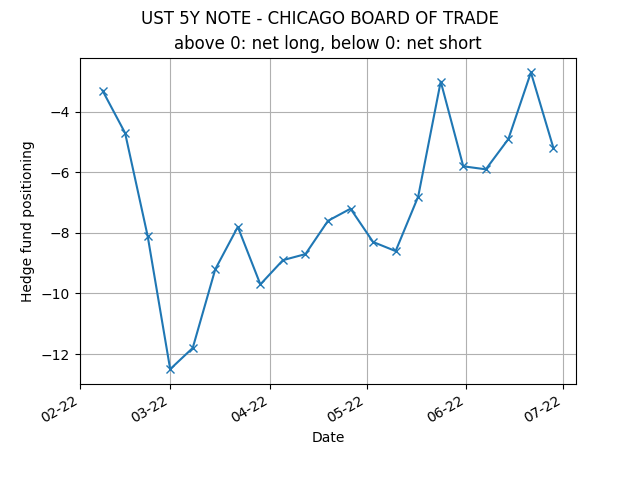 UST 5Y NOTE - CHICAGO BOARD OF TRADE
above 0: net long, below 0: net short
Hedge fund positioning
−4
−6
−8
−10
−12
02-22
03-22
04-22
05-22
06-22
07-22
Date